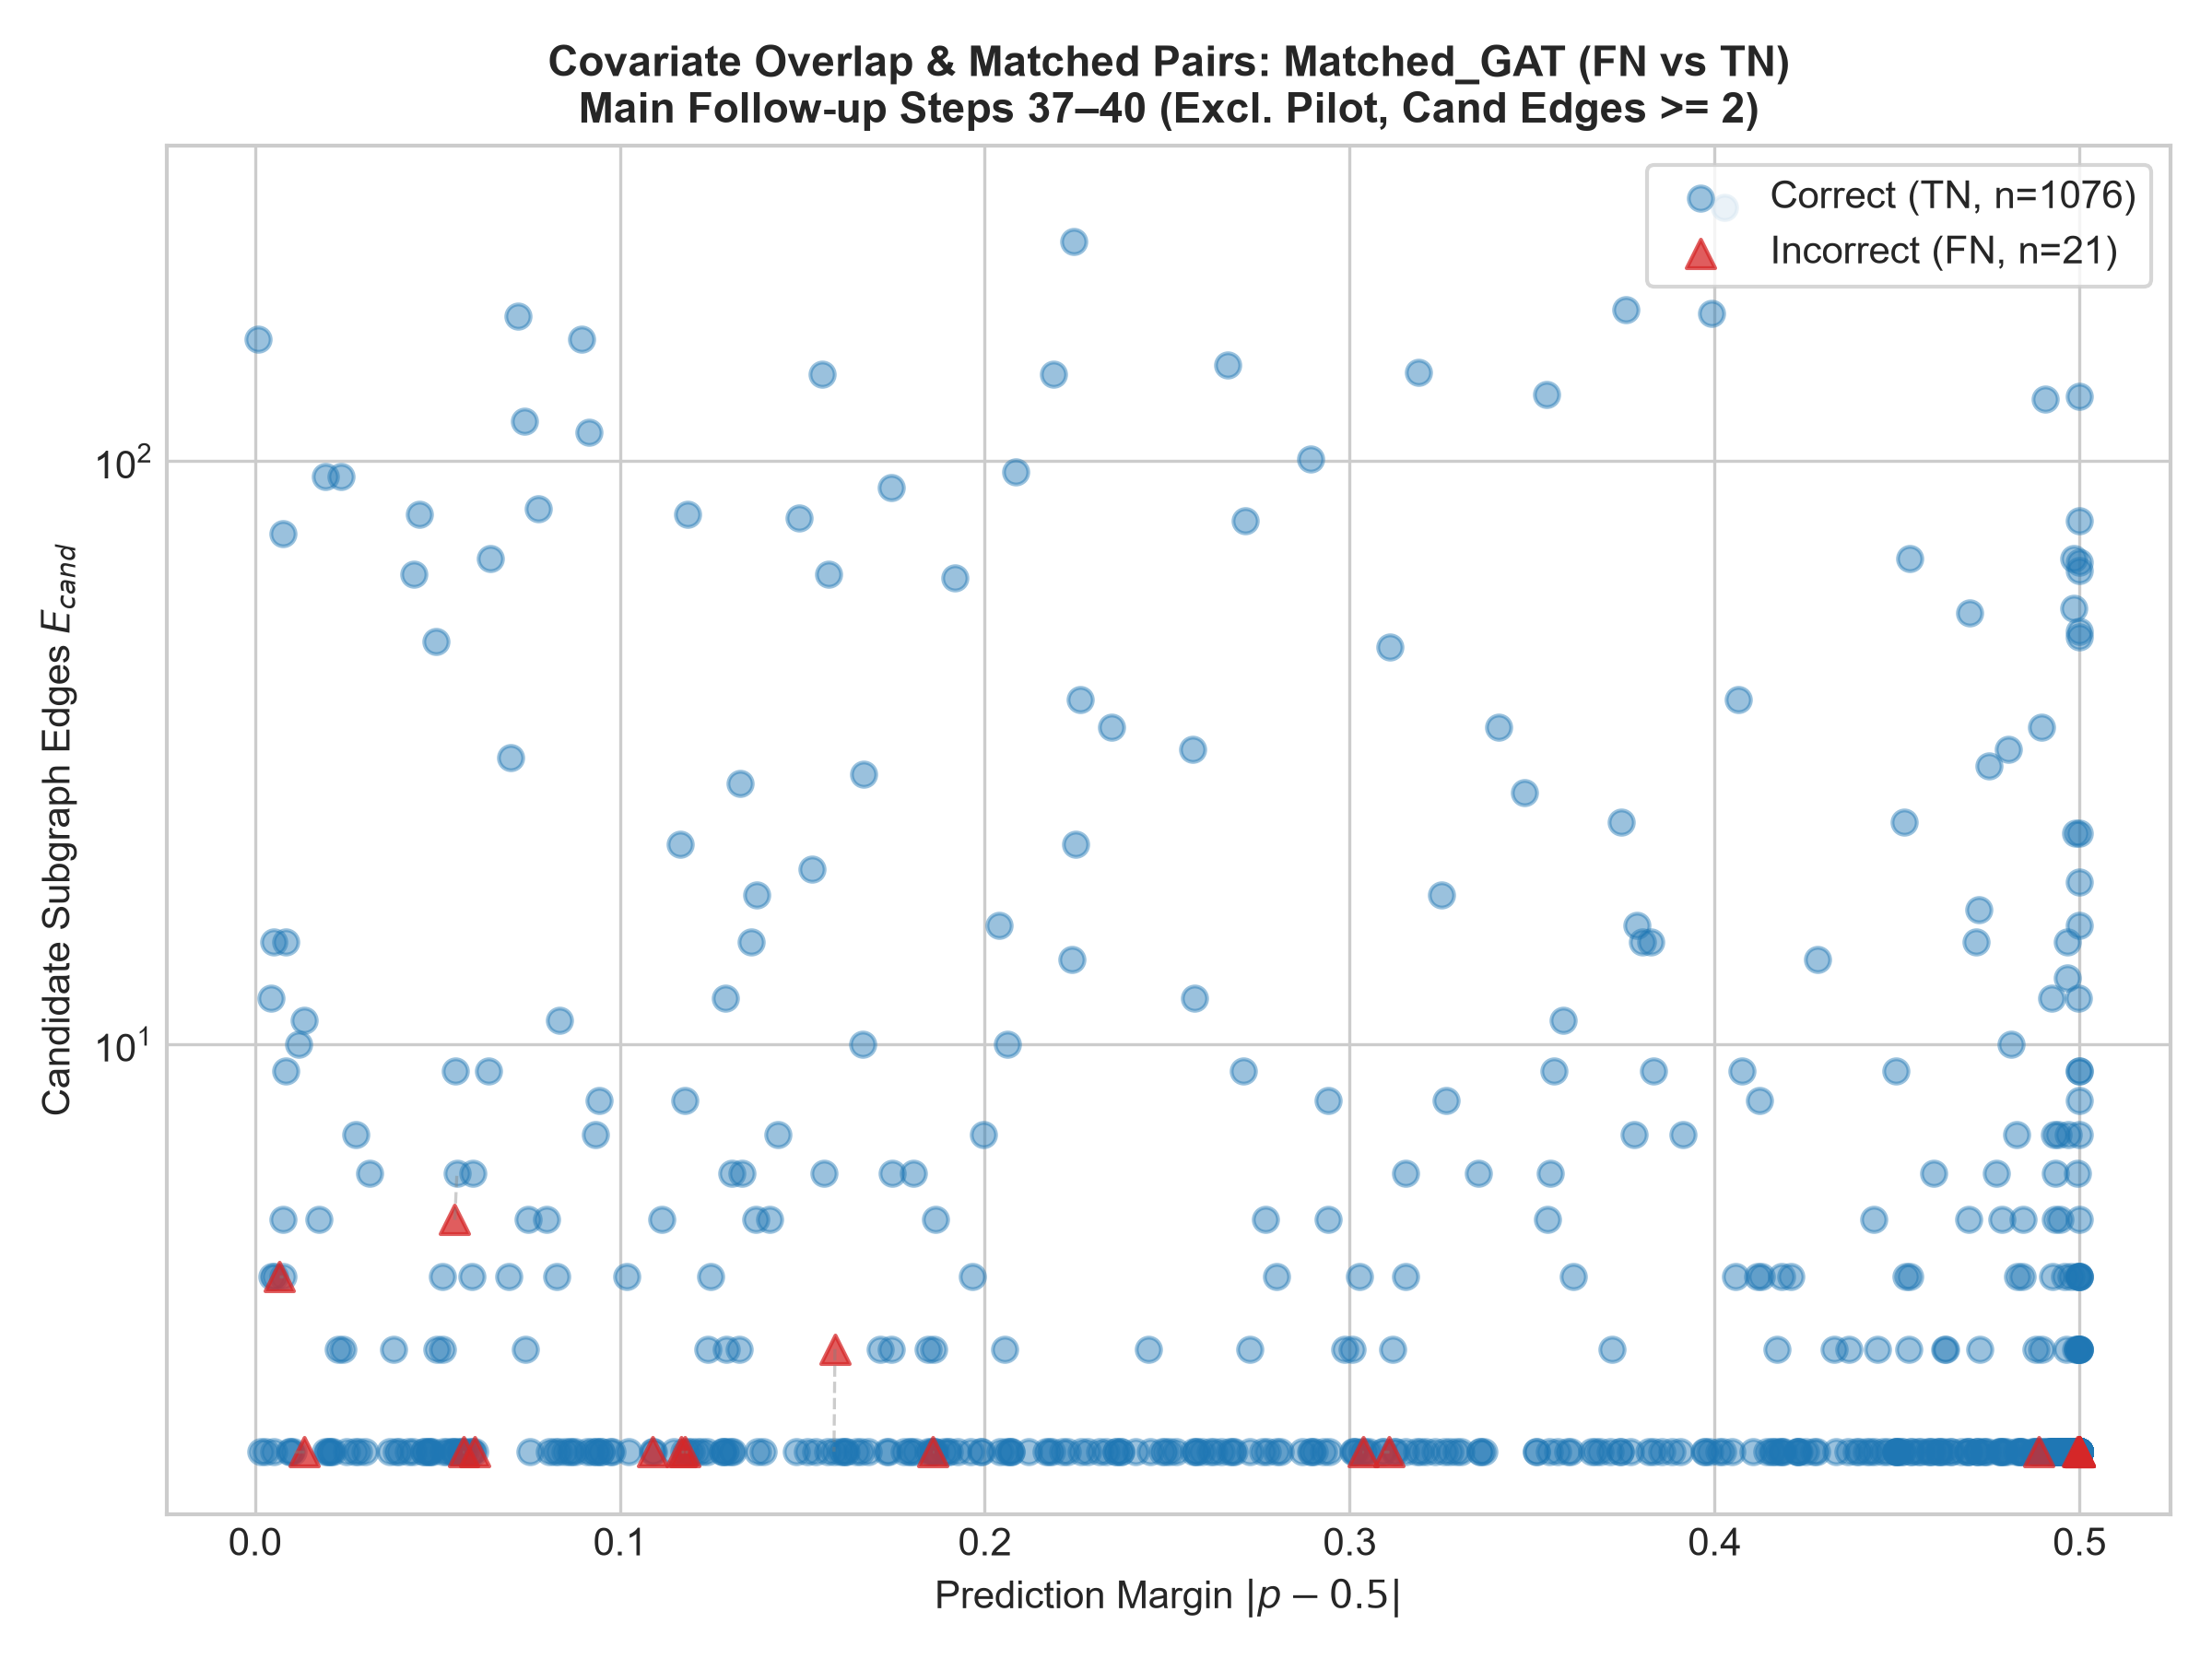 Covariate Overlap & Matched Pairs: Matched_GAT (FN vs TN)
Main Follow-up Steps 37–40 (Excl. Pilot, Cand Edges >= 2)
Correct (TN, n=1076)
Incorrect (FN, n=21)
Candidate Subgraph Edges E_cand
10²
10¹
0.0 0.1 0.2 0.3 0.4 0.5
Prediction Margin |p − 0.5|